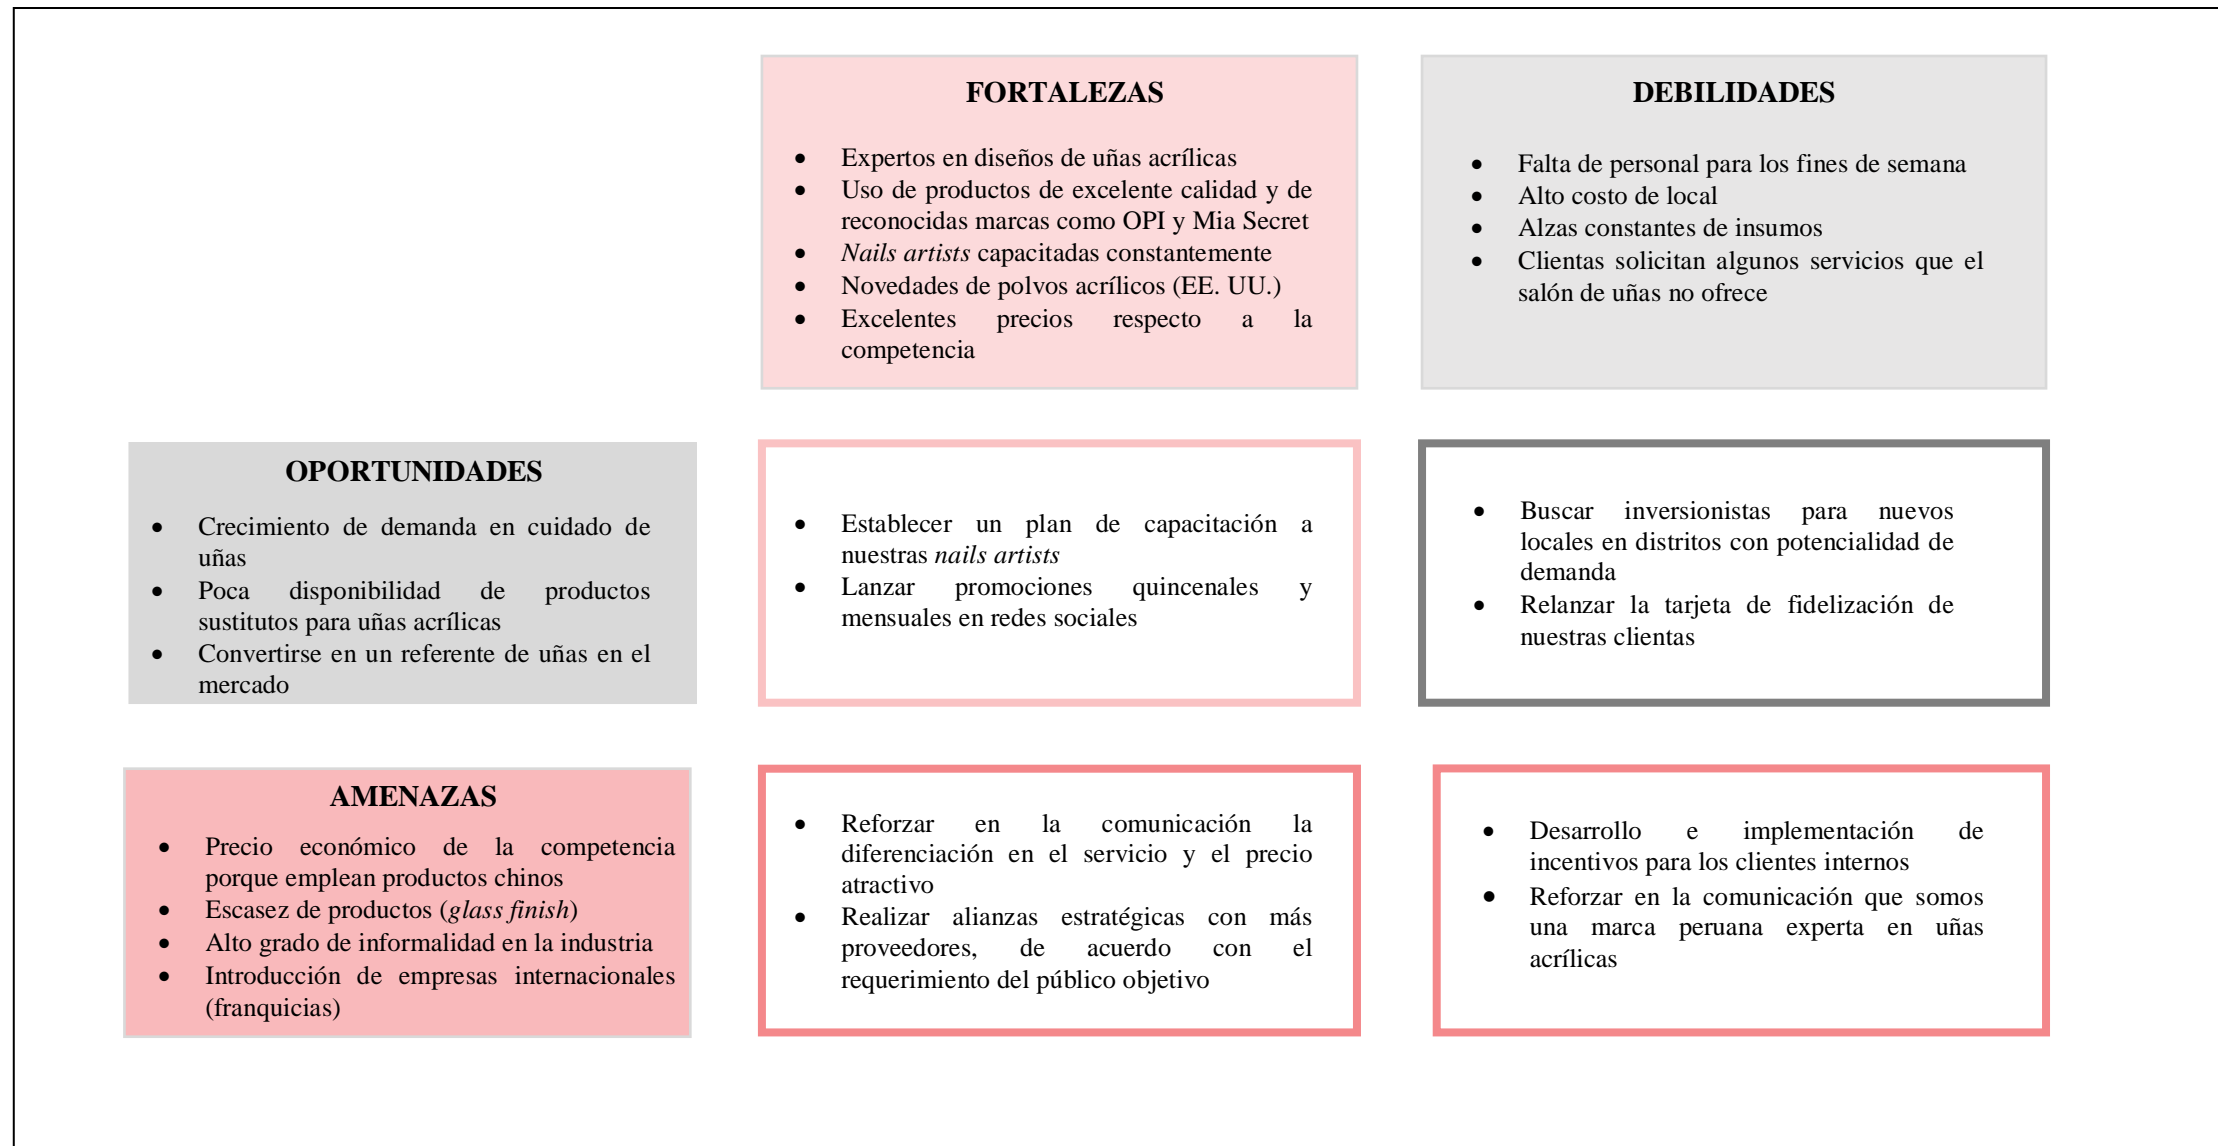 FORTALEZAS
• Expertos en diseños de uñas acrílicas
• Uso de productos de excelente calidad y de
reconocidas marcas como OPI y Mia Secret
• Nails artists capacitadas constantemente
• Novedades de polvos acrílicos (EE. UU.)
• Excelentes precios respecto a la
competencia
DEBILIDADES
• Falta de personal para los fines de semana
• Alto costo de local
• Alzas constantes de insumos
• Clientas solicitan algunos servicios que el
salón de uñas no ofrece
OPORTUNIDADES
• Crecimiento de demanda en cuidado de
uñas
• Poca disponibilidad de productos
sustitutos para uñas acrílicas
• Convertirse en un referente de uñas en el
mercado
• Establecer un plan de capacitación a
nuestras nails artists
• Lanzar promociones quincenales y
mensuales en redes sociales
• Buscar inversionistas para nuevos
locales en distritos con potencialidad de
demanda
• Relanzar la tarjeta de fidelización de
nuestras clientas
AMENAZAS
• Precio económico de la competencia
porque emplean productos chinos
• Escasez de productos (glass finish)
• Alto grado de informalidad en la industria
• Introducción de empresas internacionales
(franquicias)
• Reforzar en la comunicación la
diferenciación en el servicio y el precio
atractivo
• Realizar alianzas estratégicas con más
proveedores, de acuerdo con el
requerimiento del público objetivo
• Desarrollo e implementación de
incentivos para los clientes internos
• Reforzar en la comunicación que somos
una marca peruana experta en uñas
acrílicas